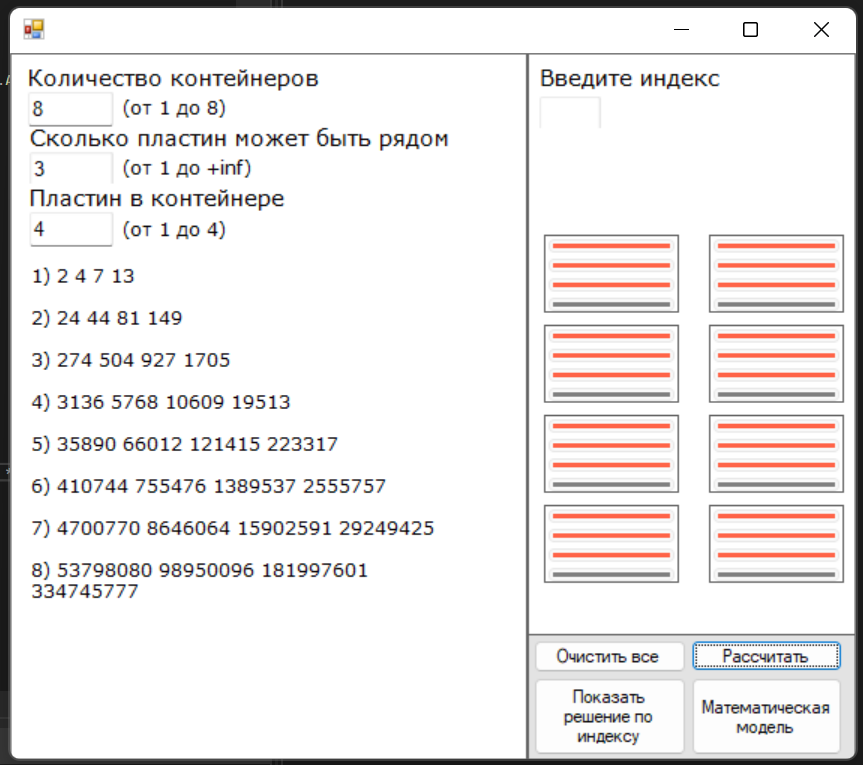 Количество контейнеров
8 (от 1 до 8)
Сколько пластин может быть рядом
3 (от 1 до +inf)
Пластин в контейнере
4 (от 1 до 4)
1) 2 4 7 13
2) 24 44 81 149
3) 274 504 927 1705
4) 3136 5768 10609 19513
5) 35890 66012 121415 223317
6) 410744 755476 1389537 2555757
7) 4700770 8646064 15902591 29249425
8) 53798080 98950096 181997601
334745777
Введите индекс
Очистить все
Рассчитать
Показать
решение по
индексу
Математическая
модель